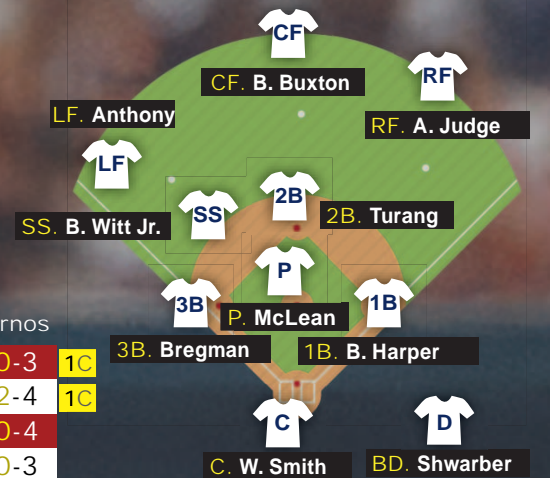 CF
CF. B. Buxton
RF
RF. A. Judge
LF. Anthony
LF
2B
SS
2B. Turang
SS. B. Witt Jr.
P
3B
1B
P. McLean
rnos
3B. Bregman
1B. B. Harper
0-3 1C
2-4 1C
0-4
0-3
C
D
C. W. Smith
BD. Shwarber